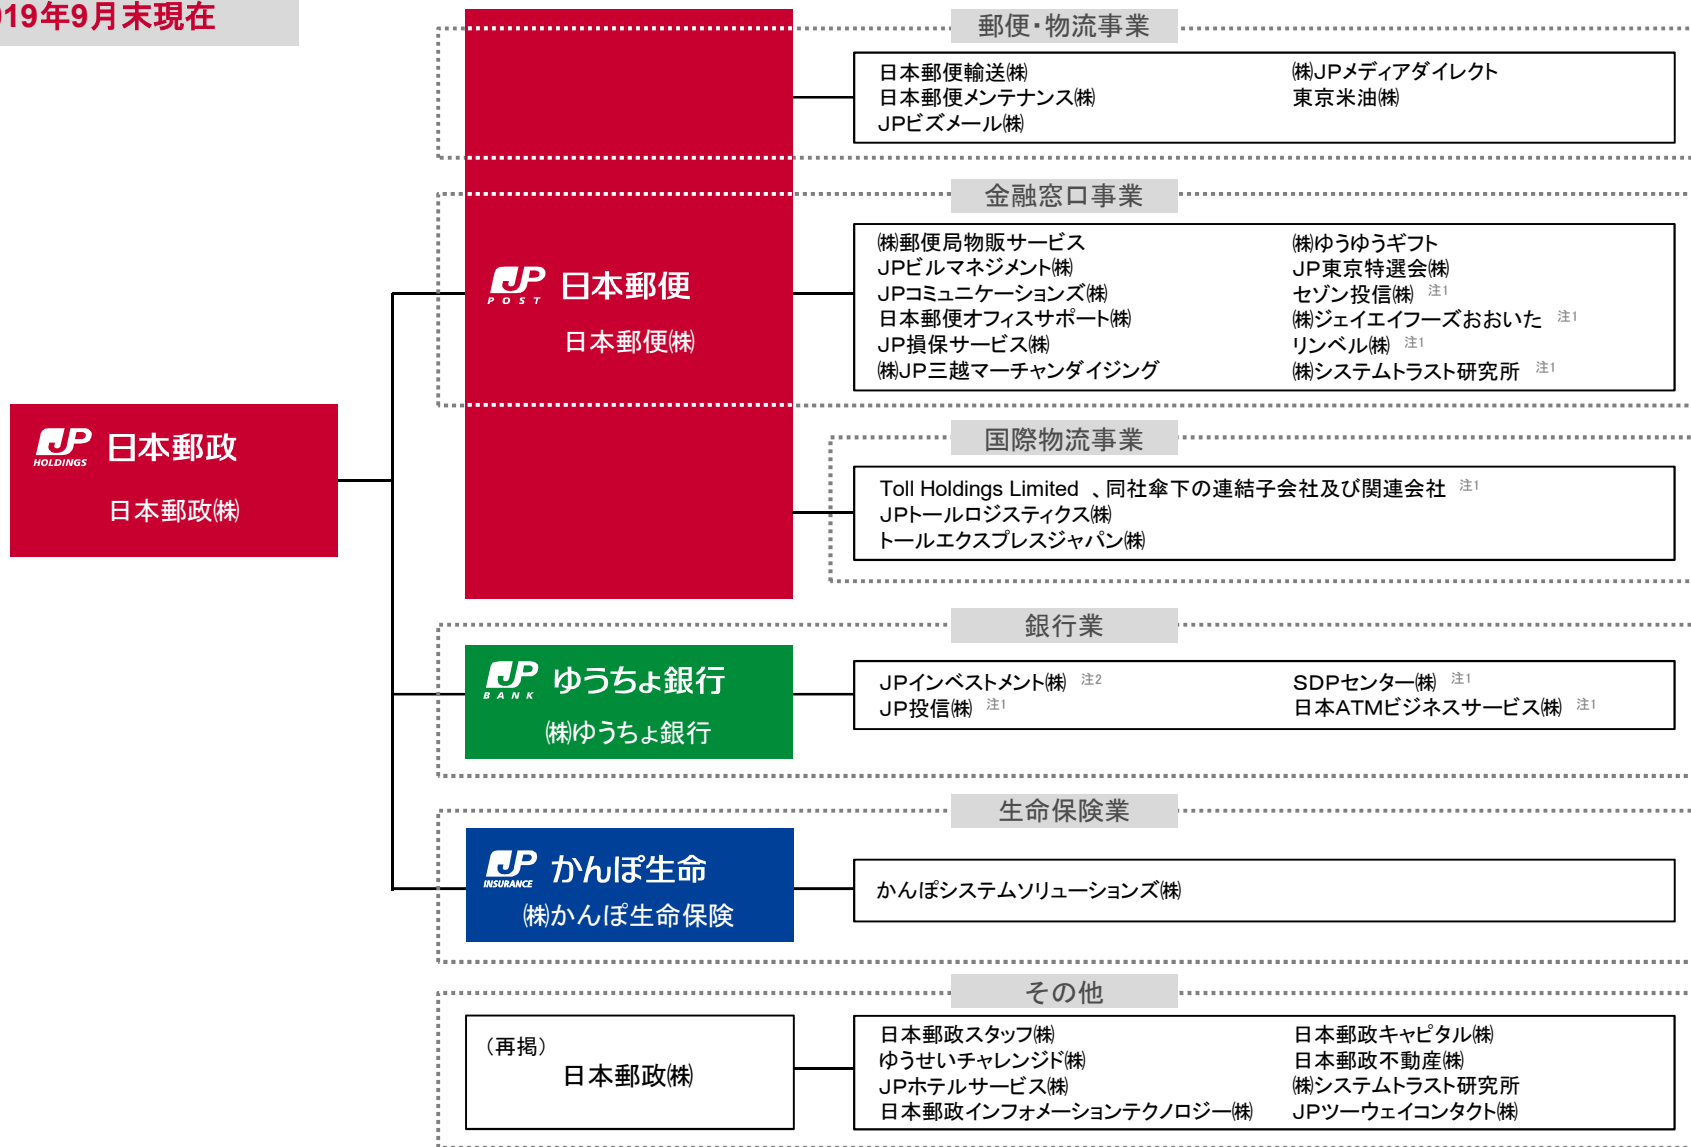 019年9月末現在
郵便・物流事業
日本郵便輸送㈱
日本郵便メンテナンス㈱
JPビズメール㈱
㈱JPメディアダイレクト
東京米油㈱
金融窓口事業
JP POST 日本郵便
日本郵便㈱
㈱郵便局物販サービス
JPビルマネジメント㈱
JPコミュニケーションズ㈱
日本郵便オフィスサポート㈱
JP損保サービス㈱
㈱JP三越マーチャンダイジング
㈱ゆうゆうギフト
JP東京特選会㈱
セゾン投信㈱ 注1
㈱ジェイエイフーズおおいた 注1
リンベル㈱ 注1
㈱システムトラスト研究所 注1
JP HOLDINGS 日本郵政
日本郵政㈱
国際物流事業
Toll Holdings Limited 、同社傘下の連結子会社及び関連会社 注1
JPトールロジスティクス㈱
トールエクスプレスジャパン㈱
銀行業
JP BANK ゆうちょ銀行
㈱ゆうちょ銀行
JPインベストメント㈱ 注2
JP投信㈱ 注1
SDPセンター㈱ 注1
日本ATMビジネスサービス㈱ 注1
生命保険業
JP INSURANCE かんぽ生命
㈱かんぽ生命保険
かんぽシステムソリューションズ㈱
その他
（再掲）
日本郵政㈱
日本郵政スタッフ㈱
ゆうせいチャレンジド㈱
JPホテルサービス㈱
日本郵政インフォメーションテクノロジー㈱
日本郵政キャピタル㈱
日本郵政不動産㈱
㈱システムトラスト研究所
JPツーウェイコンタクト㈱